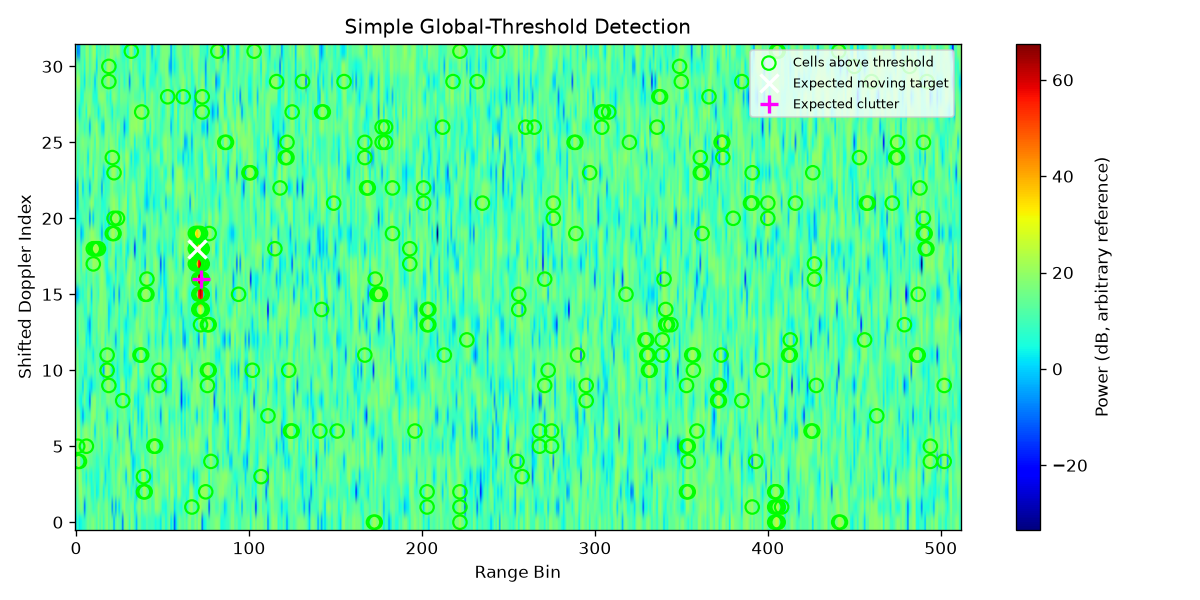 Simple Global-Threshold Detection
Cells above threshold
Expected moving target
Expected clutter
30
25
20
15
10
5
0
Shifted Doppler Index
0 100 200 300 400 500
Range Bin
60
40
20
0
−20
Power (dB, arbitrary reference)